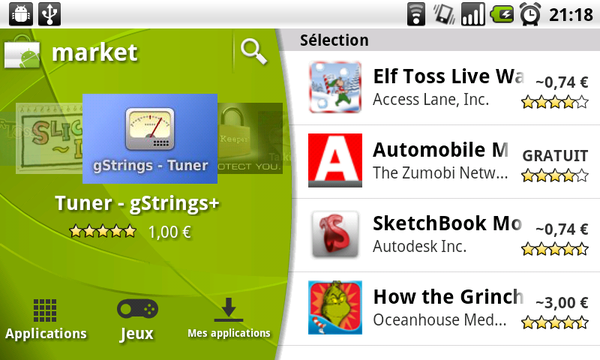 21:18
market
Sélection
SLIC
Keeper
PROTECT YOU.
gStrings - Tuner
Tuner - gStrings+
1,00 €
Applications
Jeux
Mes applications
Elf Toss Live Wa
~0,74 €
Access Lane, Inc.
A
Automobile M
GRATUIT
The Zumobi Netw...
SketchBook Mo
~0,74 €
Autodesk Inc.
How the Grinch
~3,00 €
Oceanhouse Med...